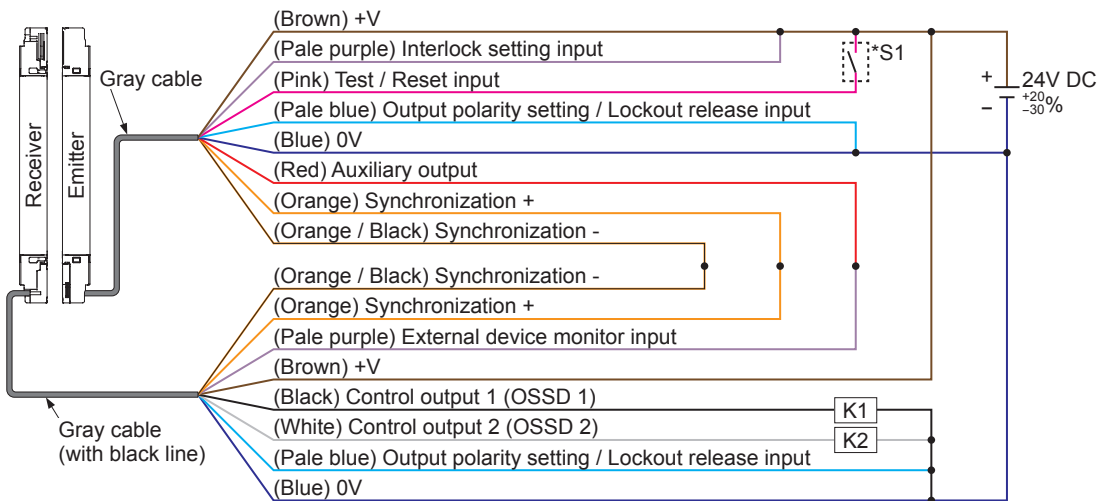 (Brown) +V
(Pale purple) Interlock setting input
*S1
(Pink) Test / Reset input
Gray cable
+
24V DC
+20
−30 %
−
(Pale blue) Output polarity setting / Lockout release input
(Blue) 0V
Receiver
Emitter
(Red) Auxiliary output
(Orange) Synchronization +
(Orange / Black) Synchronization -
(Orange / Black) Synchronization -
(Orange) Synchronization +
(Pale purple) External device monitor input
(Brown) +V
(Black) Control output 1 (OSSD 1)
K1
Gray cable
(with black line)
(White) Control output 2 (OSSD 2)
K2
(Pale blue) Output polarity setting / Lockout release input
(Blue) 0V